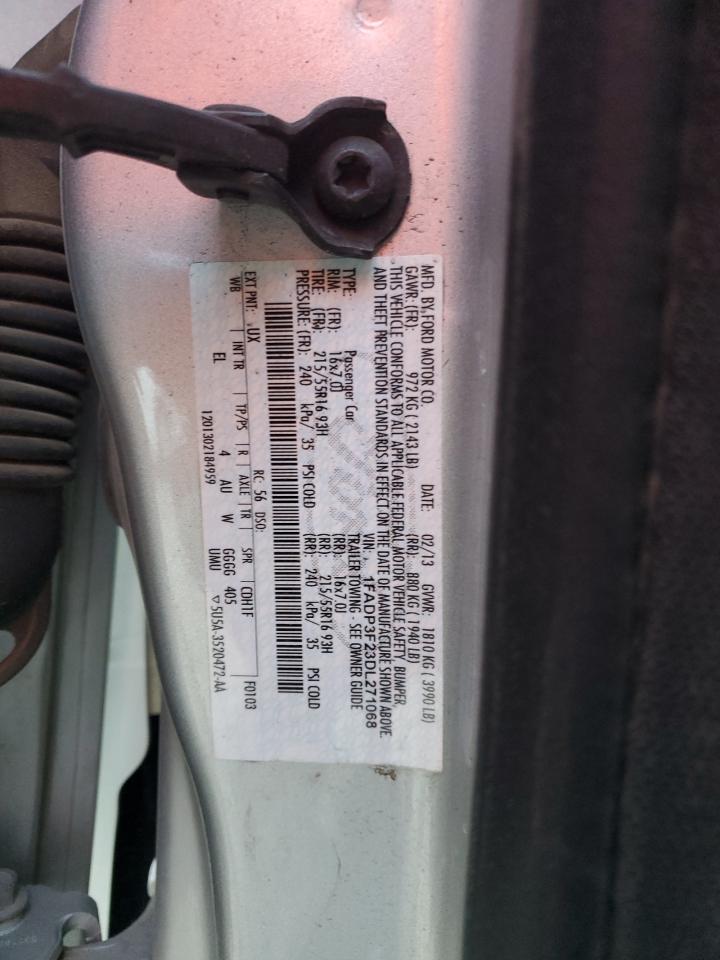 MFD. BY FORD MOTOR CO.
DATE: 02/13 GVWR: 1810 KG ( 3990 LB)
GAWR: (FR): 972 KG ( 2143 LB) (RR): 880 KG ( 1940 LB)
THIS VEHICLE CONFORMS TO ALL APPLICABLE FEDERAL MOTOR VEHICLE SAFETY, BUMPER,
AND THEFT PREVENTION STANDARDS IN EFFECT ON THE DATE OF MANUFACTURE SHOWN ABOVE.
VIN: 1FADP3F23DL271068
TYPE: Passenger Car TRAILER TOWING - SEE OWNER GUIDE
RIM: (FR): 16x7.0J (RR): 16x7.0J
TIRE: (FR): 215/55R16 93H (RR): 215/55R16 93H
PRESSURE: (FR): 240 kPa/ 35 PSI COLD (RR): 240 kPa/ 35 PSI COLD
EXT PNT: UX RC: 56 DSO: F0103
WB INT TR TP/PS R AXLE TR SPR CDH1F
EL 4 AU W GGGG 405
UMU
1201302184959 ▽ 5U5A-3520472-AA